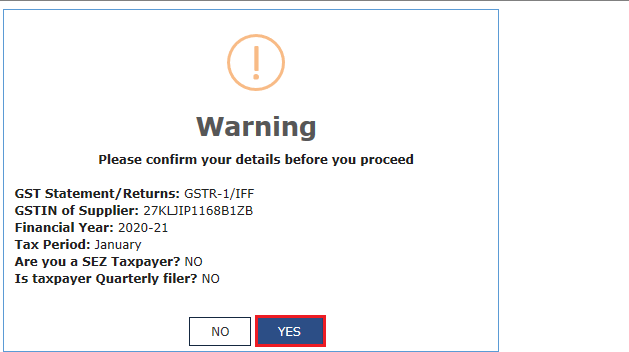 !
Warning
Please confirm your details before you proceed
GST Statement/Returns: GSTR-1/IFF
GSTIN of Supplier: 27KLJIP1168B1ZB
Financial Year: 2020-21
Tax Period: January
Are you a SEZ Taxpayer? NO
Is taxpayer Quarterly filer? NO
NO YES